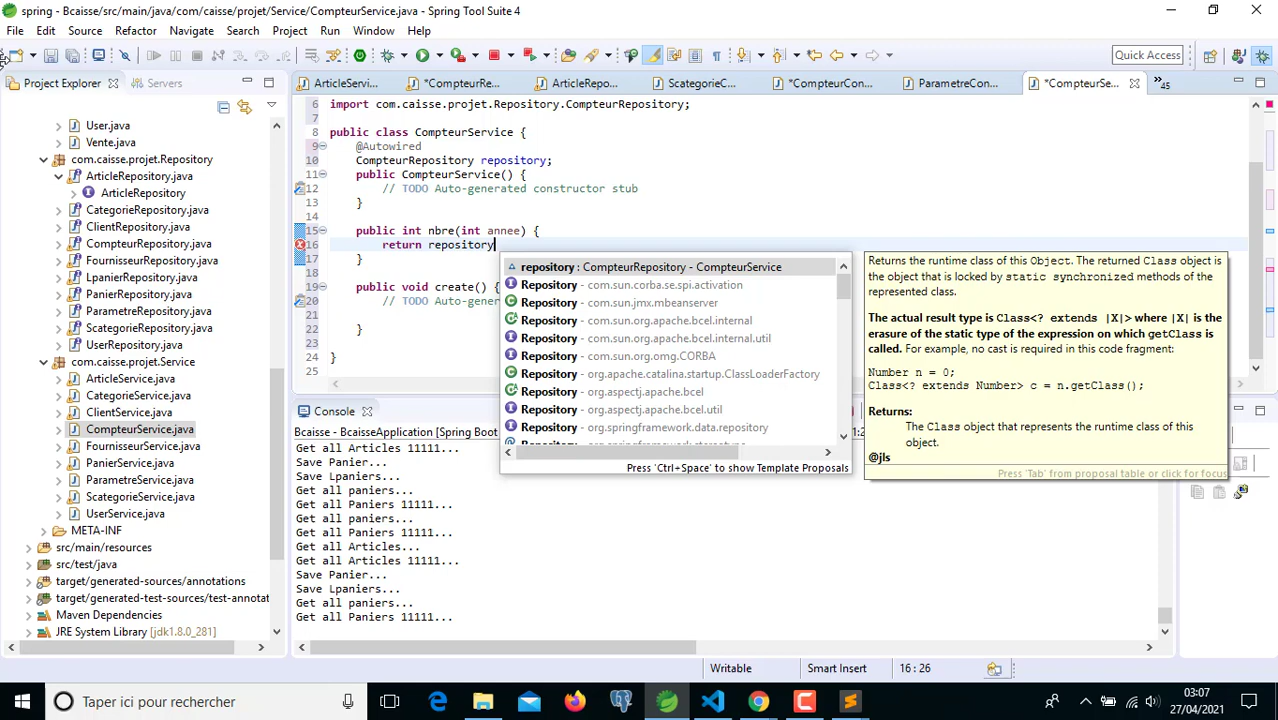 spring - Bcaisse/src/main/java/com/caisse/projet/Service/CompteurService.java - Spring Tool Suite 4
File Edit Source Refactor Navigate Search Project Run Window Help
Quick Access
Project Explorer Servers
ArticleServi... *CompteurRe... ArticleRepo... ScategorieC... *CompteurCon... ParametreCon... *CompteurSe... 45
User.java
Vente.java
com.caisse.projet.Repository
ArticleRepository.java
ArticleRepository
CategorieRepository.java
ClientRepository.java
CompteurRepository.java
FournisseurRepository.java
LpanierRepository.java
PanierRepository.java
ParametreRepository.java
ScategorieRepository.java
UserRepository.java
com.caisse.projet.Service
ArticleService.java
CategorieService.java
ClientService.java
CompteurService.java
FournisseurService.java
PanierService.java
ParametreService.java
ScategorieService.java
UserService.java
META-INF
src/main/resources
src/test/java
target/generated-sources/annotations
target/generated-test-sources/test-annotat
Maven Dependencies
JRE System Library [jdk1.8.0_281]
6 import com.caisse.projet.Repository.CompteurRepository;
7
8 public class CompteurService {
9 @Autowired
10 CompteurRepository repository;
11 public CompteurService() {
12 // TODO Auto-generated constructor stub
13 }
14
15 public int nbre(int annee) {
16 return repository
17 }
18
19 public void create() {
20 // TODO Auto-gene
21
22 }
23
24 }
25
repository : CompteurRepository - CompteurService
Repository - com.sun.corba.se.spi.activation
Repository - com.sun.jmx.mbeanserver
Repository - com.sun.org.apache.bcel.internal
Repository - com.sun.org.apache.bcel.internal.util
Repository - com.sun.org.omg.CORBA
Repository - org.apache.catalina.startup.ClassLoaderFactory
Repository - org.aspectj.apache.bcel
Repository - org.aspectj.apache.bcel.util
Repository - org.springframework.data.repository
Press 'Ctrl+Space' to show Template Proposals
Returns the runtime class of this Object. The returned Class object is
the object that is locked by static synchronized methods of the
represented class.
The actual result type is Class<? extends |X|> where |X| is the
erasure of the static type of the expression on which getClass is
called. For example, no cast is required in this code fragment:
Number n = 0;
Class<? extends Number> c = n.getClass();
Returns:
The Class object that represents the runtime class of this
object.
@jls
Press 'Tab' from proposal table or click for focus
Console
Bcaisse - BcaisseApplication [Spring Boot
Get all Articles 11111...
Save Panier...
Save Lpaniers...
Get all paniers...
Get all Paniers 11111...
Get all paniers...
Get all Paniers 11111...
Get all Articles...
Get all Articles 11111...
Save Panier...
Save Lpaniers...
Get all paniers...
Get all Paniers 11111...
Writable Smart Insert 16 : 26
Taper ici pour rechercher
03:07
27/04/2021